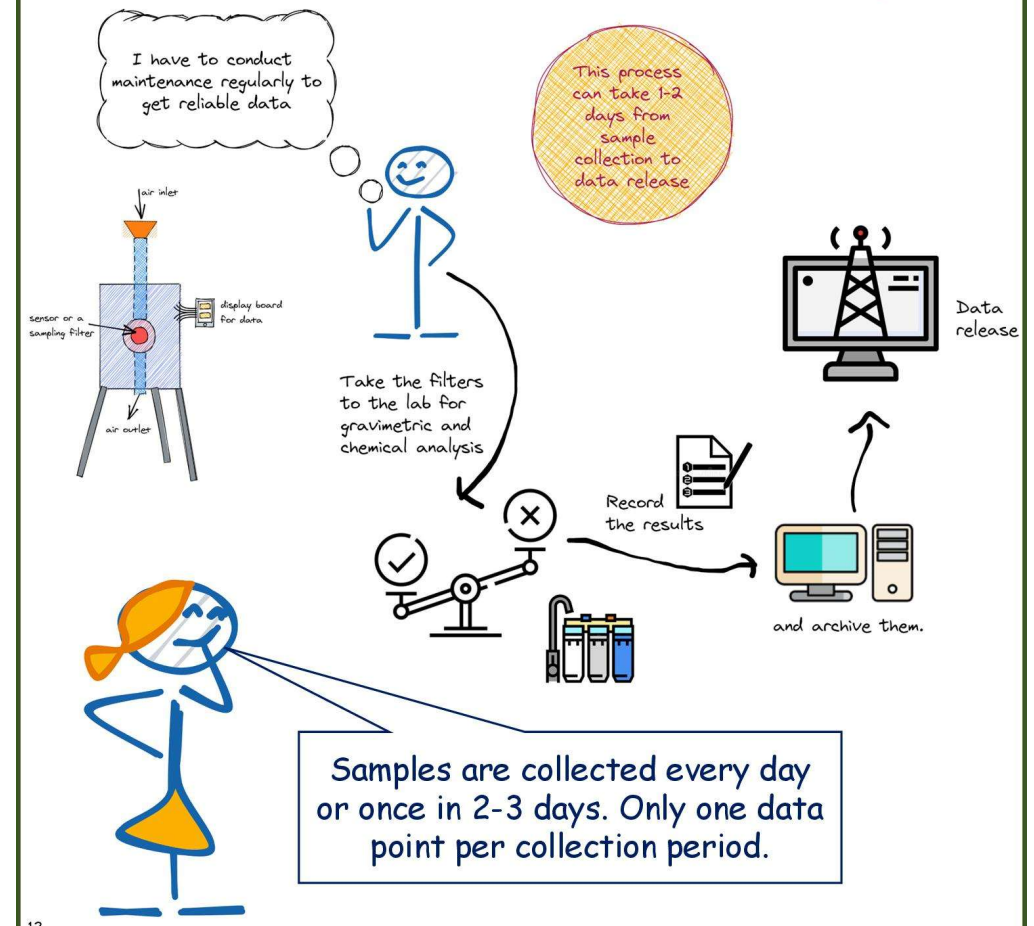 I have to conduct
maintenance regularly to
get reliable data
This process
can take 1-2
days from
sample
collection to
data release
air inlet
display board
for data
sensor or a
sampling filter
air outlet
Take the filters
to the lab for
gravimetric and
chemical analysis
Record
the results
and archive them.
Data
release
Samples are collected every day
or once in 2-3 days. Only one data
point per collection period.